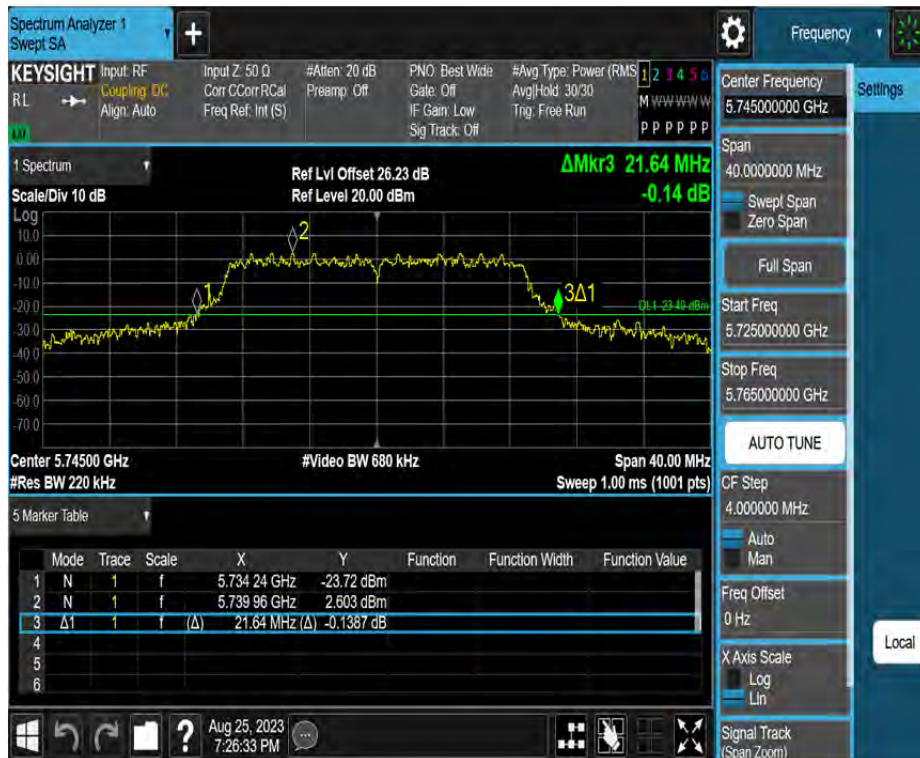 Spectrum Analyzer 1
Swept SA
Frequency
KEYSIGHT
RL
Input: RF
Coupling: DC
Align: Auto
Input Z: 50 Ω
Corr CCorr RCal
Freq Ref: Int (S)
#Atten: 20 dB
Preamp: Off
PNO: Best Wide
Gate: Off
IF Gain: Low
Sig Track: Off
#Avg Type: Power (RMS
Avg|Hold: 30/30
Trig: Free Run
1 2 3 4 5 6
M W W W W W
P P P P P P
Center Frequency
5.745000000 GHz
Settings
Span
40.0000000 MHz
Swept Span
Zero Span
Full Span
Start Freq
5.725000000 GHz
Stop Freq
5.765000000 GHz
AUTO TUNE
CF Step
4.000000 MHz
Auto
Man
Freq Offset
0 Hz
X Axis Scale
Log
Lin
Local
Signal Track
(Span Zoom)
1 Spectrum
Scale/Div 10 dB
Ref Lvl Offset 26.23 dB
Ref Level 20.00 dBm
ΔMkr3 21.64 MHz
-0.14 dB
Log
10.0
0.00
-10.0
-20.0
-30.0
-40.0
-50.0
-60.0
-70.0
1
2
3Δ1
DL1 -23.40 dBm
Center 5.74500 GHz
#Res BW 220 kHz
#Video BW 680 kHz
Span 40.00 MHz
Sweep 1.00 ms (1001 pts)
5 Marker Table
Mode Trace Scale X Y Function Function Width Function Value
1 N 1 f 5.734 24 GHz -23.72 dBm
2 N 1 f 5.739 96 GHz 2.603 dBm
3 Δ1 1 f (Δ) 21.64 MHz (Δ) -0.1387 dB
4
5
6
?
Aug 25, 2023
7:26:33 PM